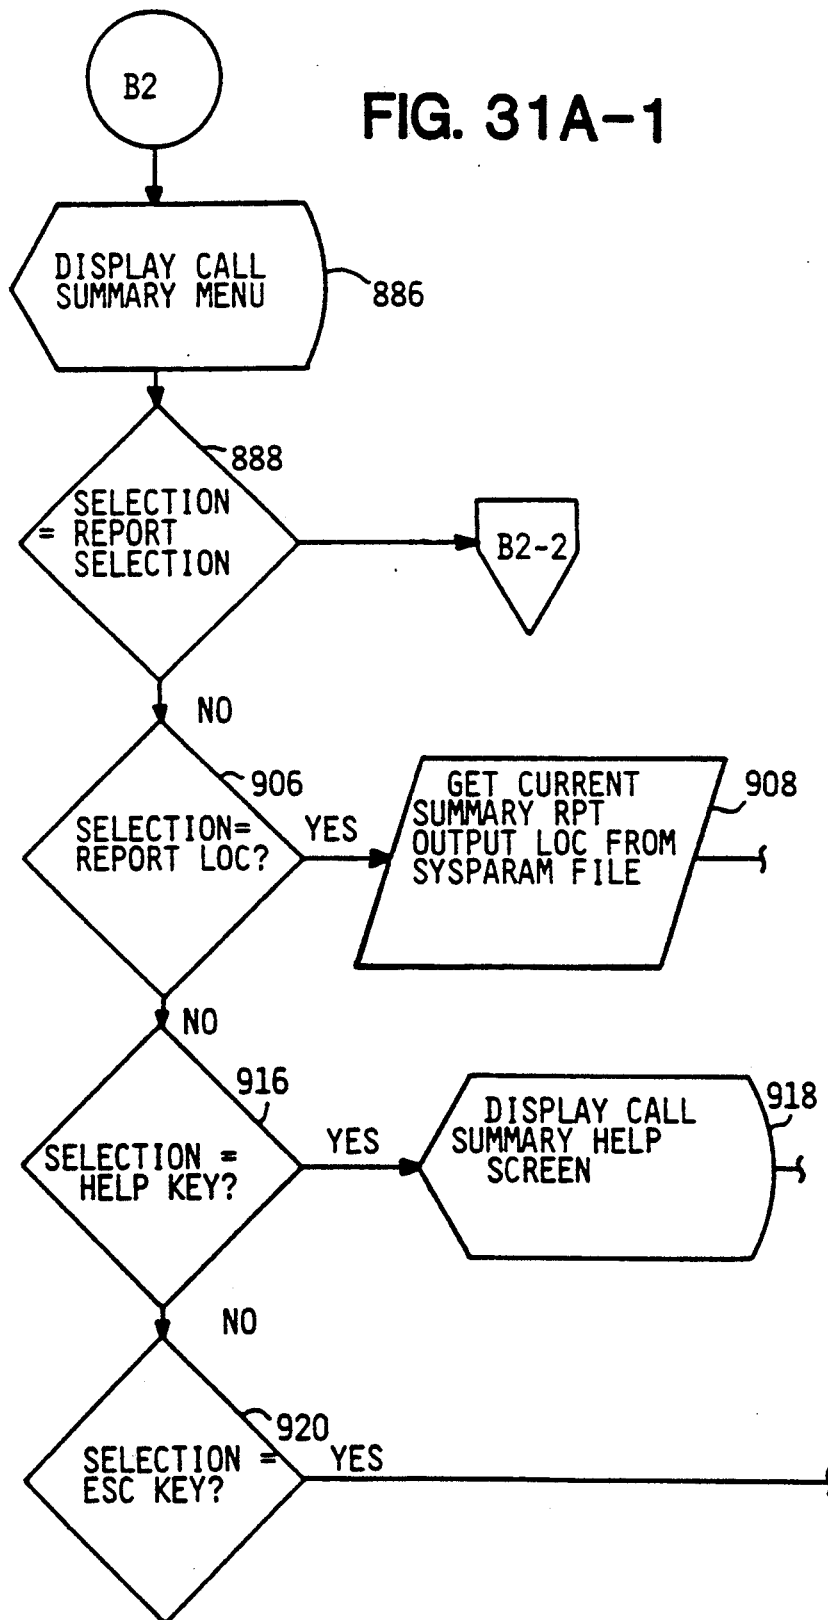 B2
FIG. 31A-1
DISPLAY CALL
SUMMARY MENU
886
888
SELECTION
= REPORT
SELECTION
B2-2
NO
906
SELECTION=
REPORT LOC?
YES
GET CURRENT
SUMMARY RPT
OUTPUT LOC FROM
SYSPARAM FILE
908
NO
916
SELECTION =
HELP KEY?
YES
DISPLAY CALL
SUMMARY HELP
SCREEN
918
NO
920
SELECTION =
ESC KEY?
YES